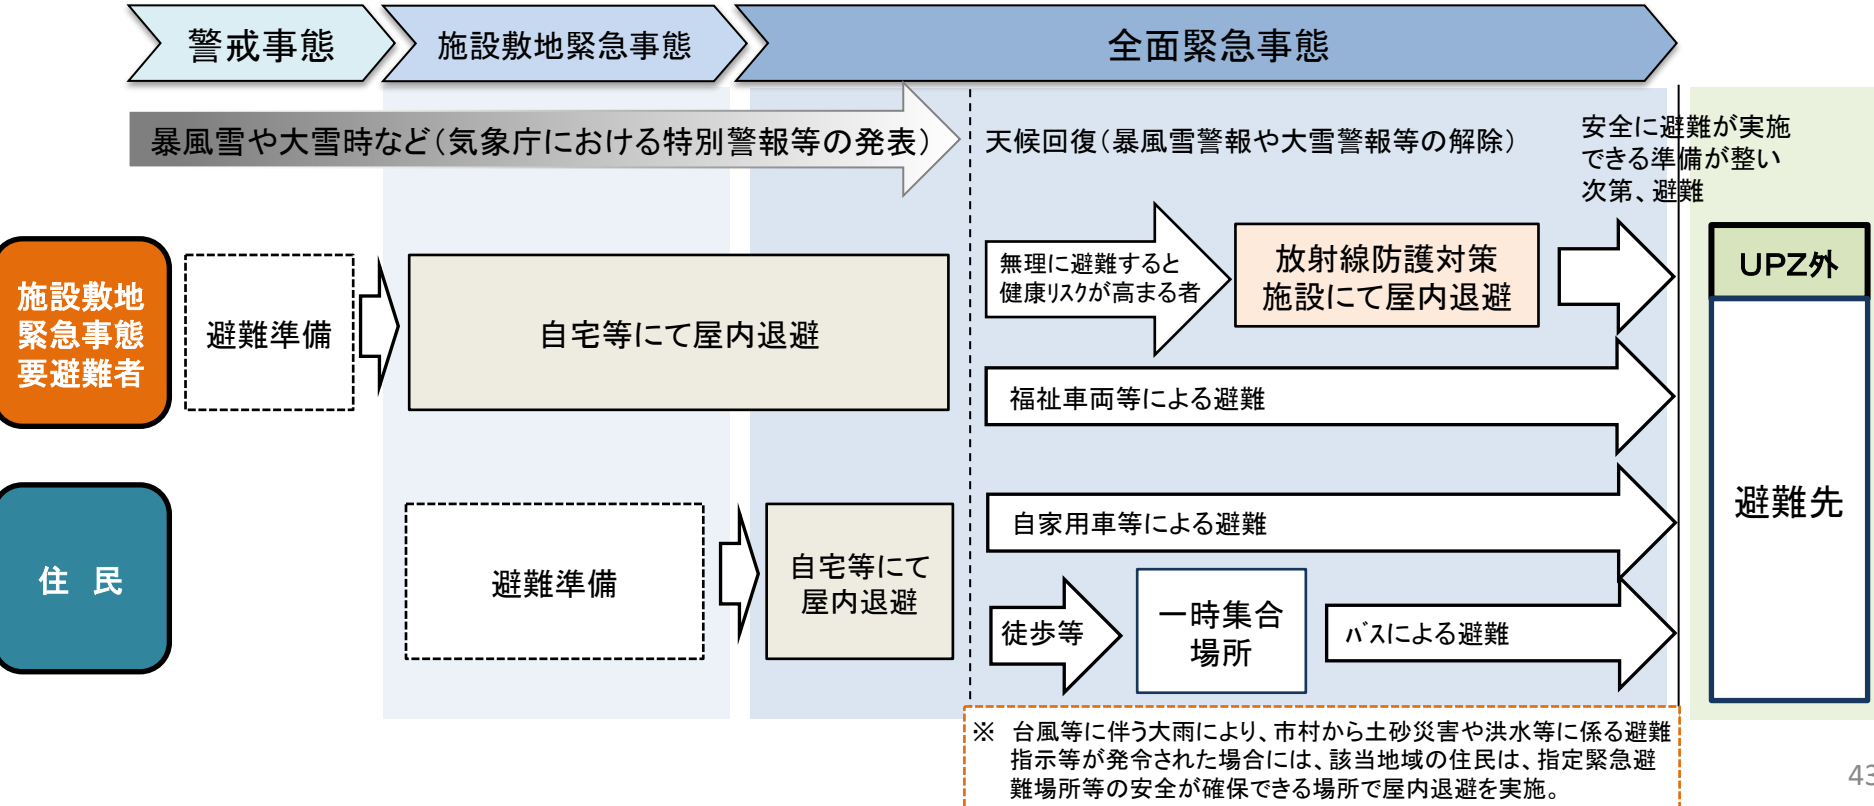 警戒事態
施設敷地緊急事態
全面緊急事態
暴風雪や大雪時など（気象庁における特別警報等の発表）
天候回復（暴風雪警報や大雪警報等の解除）
安全に避難が実施
できる準備が整い
次第、避難
施設敷地
緊急事態
要避難者
避難準備
自宅等にて屋内退避
無理に避難すると
健康ﾘｽｸが高まる者
放射線防護対策
施設にて屋内退避
福祉車両等による避難
UPZ外
避難先
住　民
避難準備
自宅等にて
屋内退避
自家用車等による避難
徒歩等
一時集合
場所
ﾊﾞｽによる避難
※　台風等に伴う大雨により、市村から土砂災害や洪水等に係る避難
指示等が発令された場合には、該当地域の住民は、指定緊急避
難場所等の安全が確保できる場所で屋内退避を実施。
43